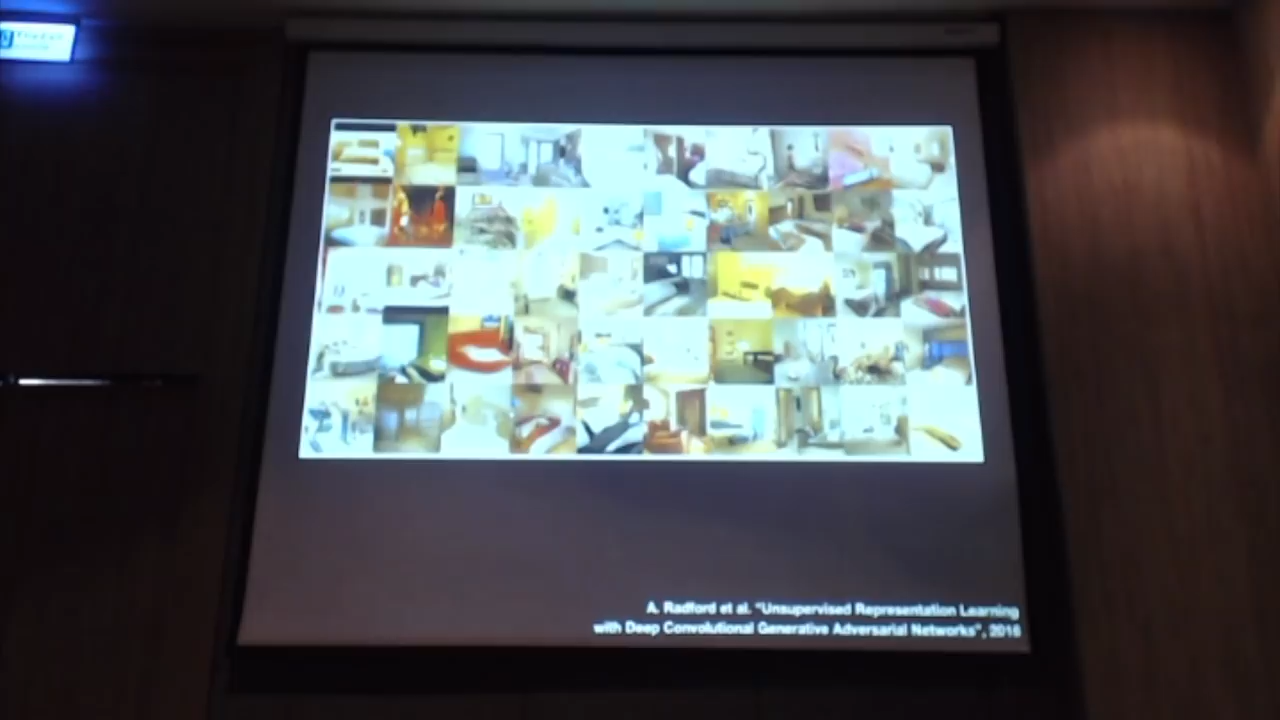 A. Radford et al. "Unsupervised Representation Learning
with Deep Convolutional Generative Adversarial Networks", 2016